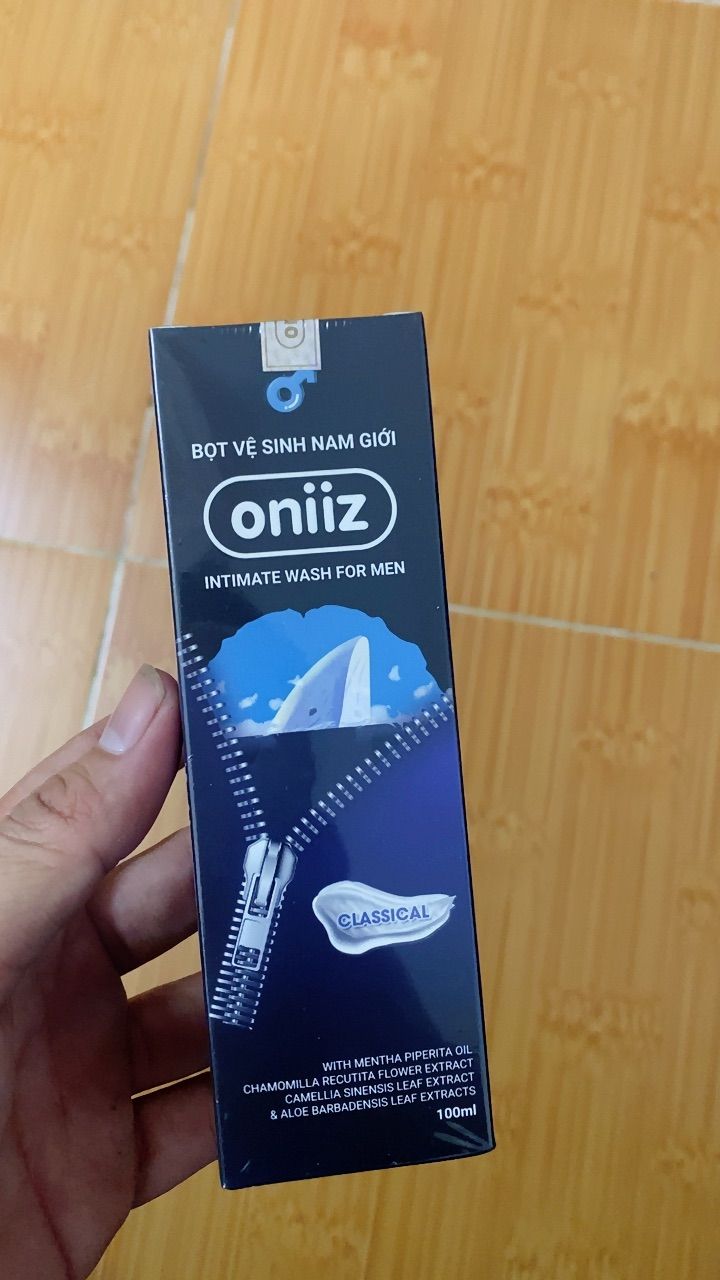 BỌT VỆ SINH NAM GIỚI
oniiz
INTIMATE WASH FOR MEN
CLASSICAL
WITH MENTHA PIPERITA OIL
CHAMOMILLA RECUTITA FLOWER EXTRACT
CAMELLIA SINENSIS LEAF EXTRACT
& ALOE BARBADENSIS LEAF EXTRACTS
100ml